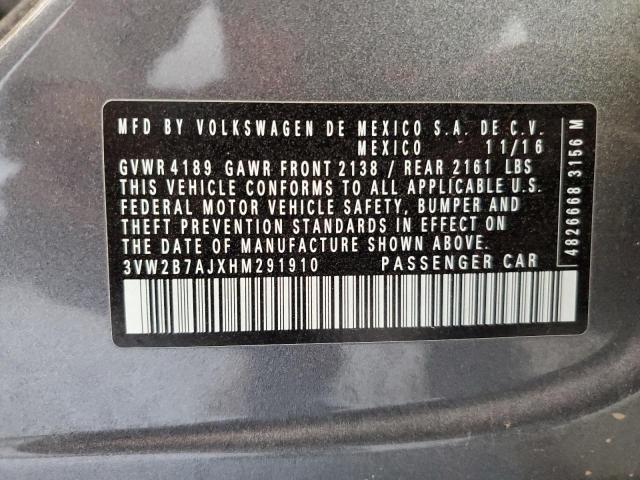 MFD BY VOLKSWAGEN DE MEXICO S.A. DE C.V.
MEXICO 11/16
GVWR 4189 GAWR FRONT 2138 / REAR 2161 LBS
THIS VEHICLE CONFORMS TO ALL APPLICABLE U.S.
FEDERAL MOTOR VEHICLE SAFETY, BUMPER AND
THEFT PREVENTION STANDARDS IN EFFECT ON
THE DATE OF MANUFACTURE SHOWN ABOVE.
3VW2B7AJXHM291910 PASSENGER CAR
4826668 3156 M